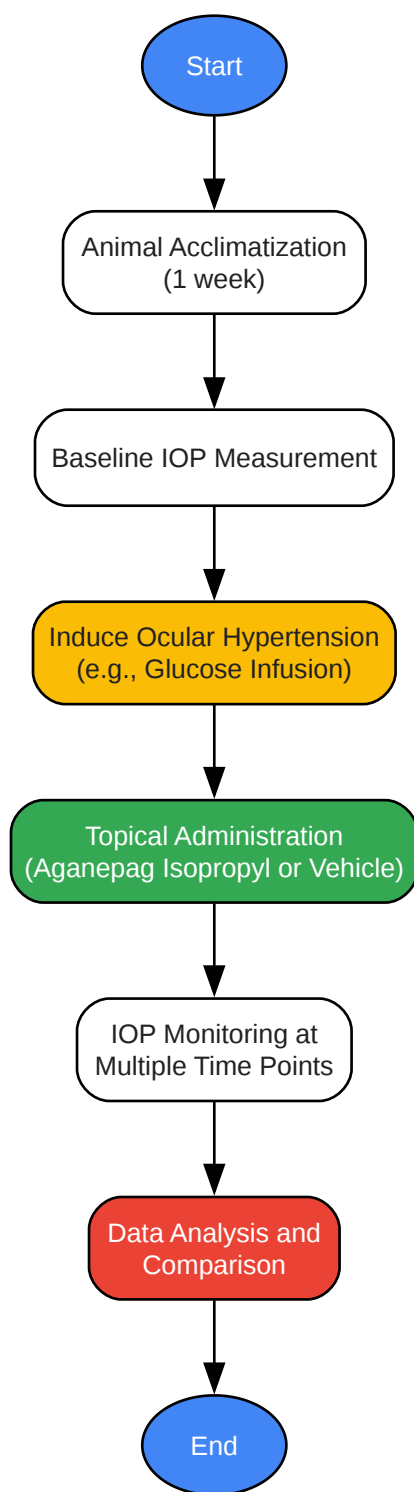 Start
Animal Acclimatization
(1 week)
Baseline IOP Measurement
Induce Ocular Hypertension
(e.g., Glucose Infusion)
Topical Administration
(Aganepag Isopropyl or Vehicle)
IOP Monitoring at
Multiple Time Points
Data Analysis and
Comparison
End